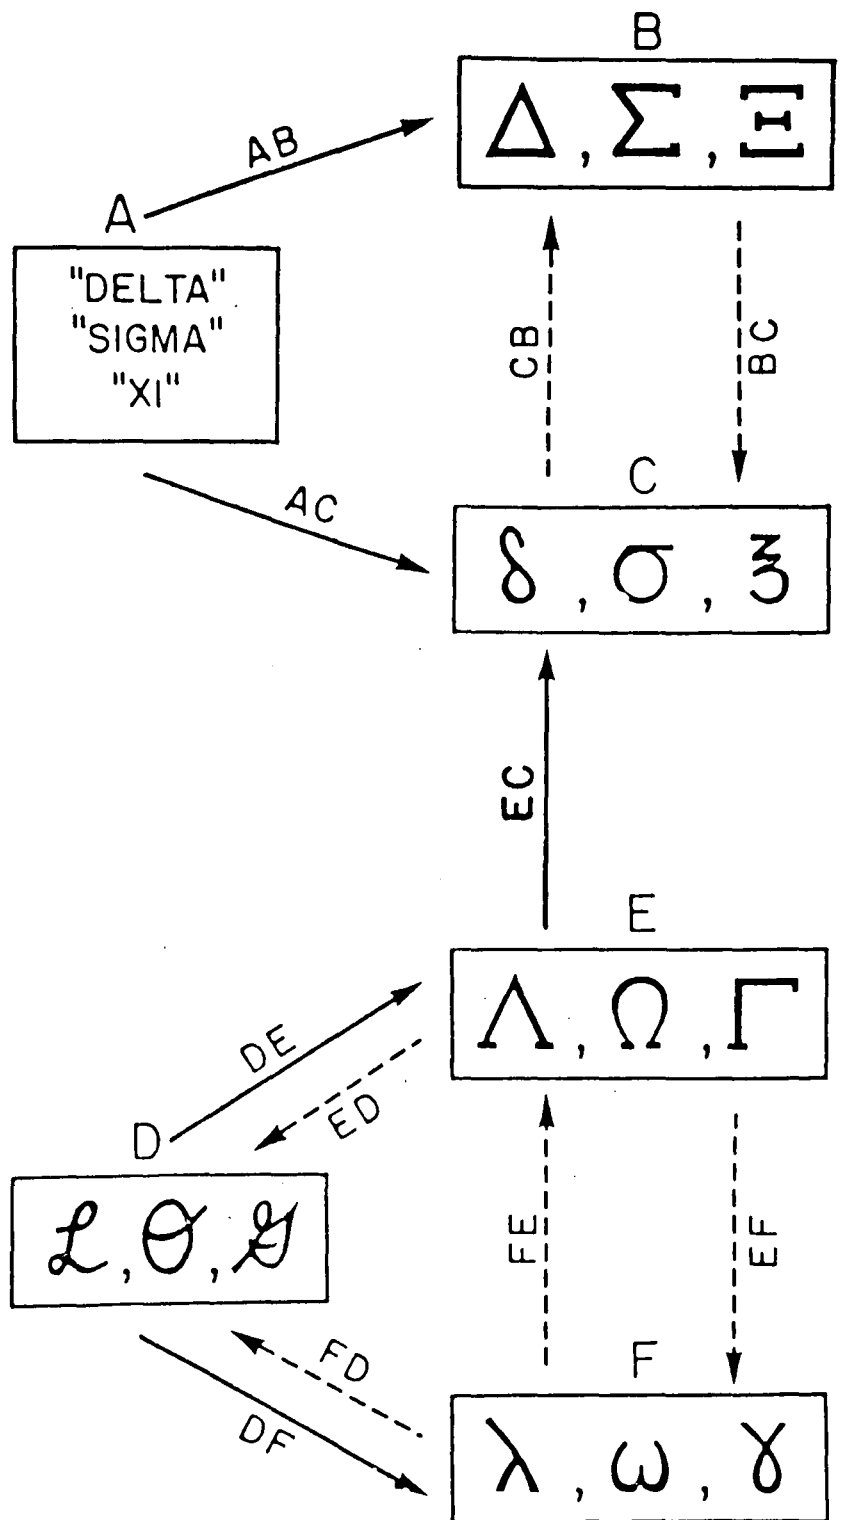 B
Δ , Σ , Ξ
AB
A
"DELTA"
"SIGMA"
"XI"
CB
BC
AC
C
δ , σ , ξ
EC
E
Λ , Ω , Γ
DE
ED
D
ℒ , 𝒪 , 𝒢
FE
EF
FD
DF
F
λ , ω , γ